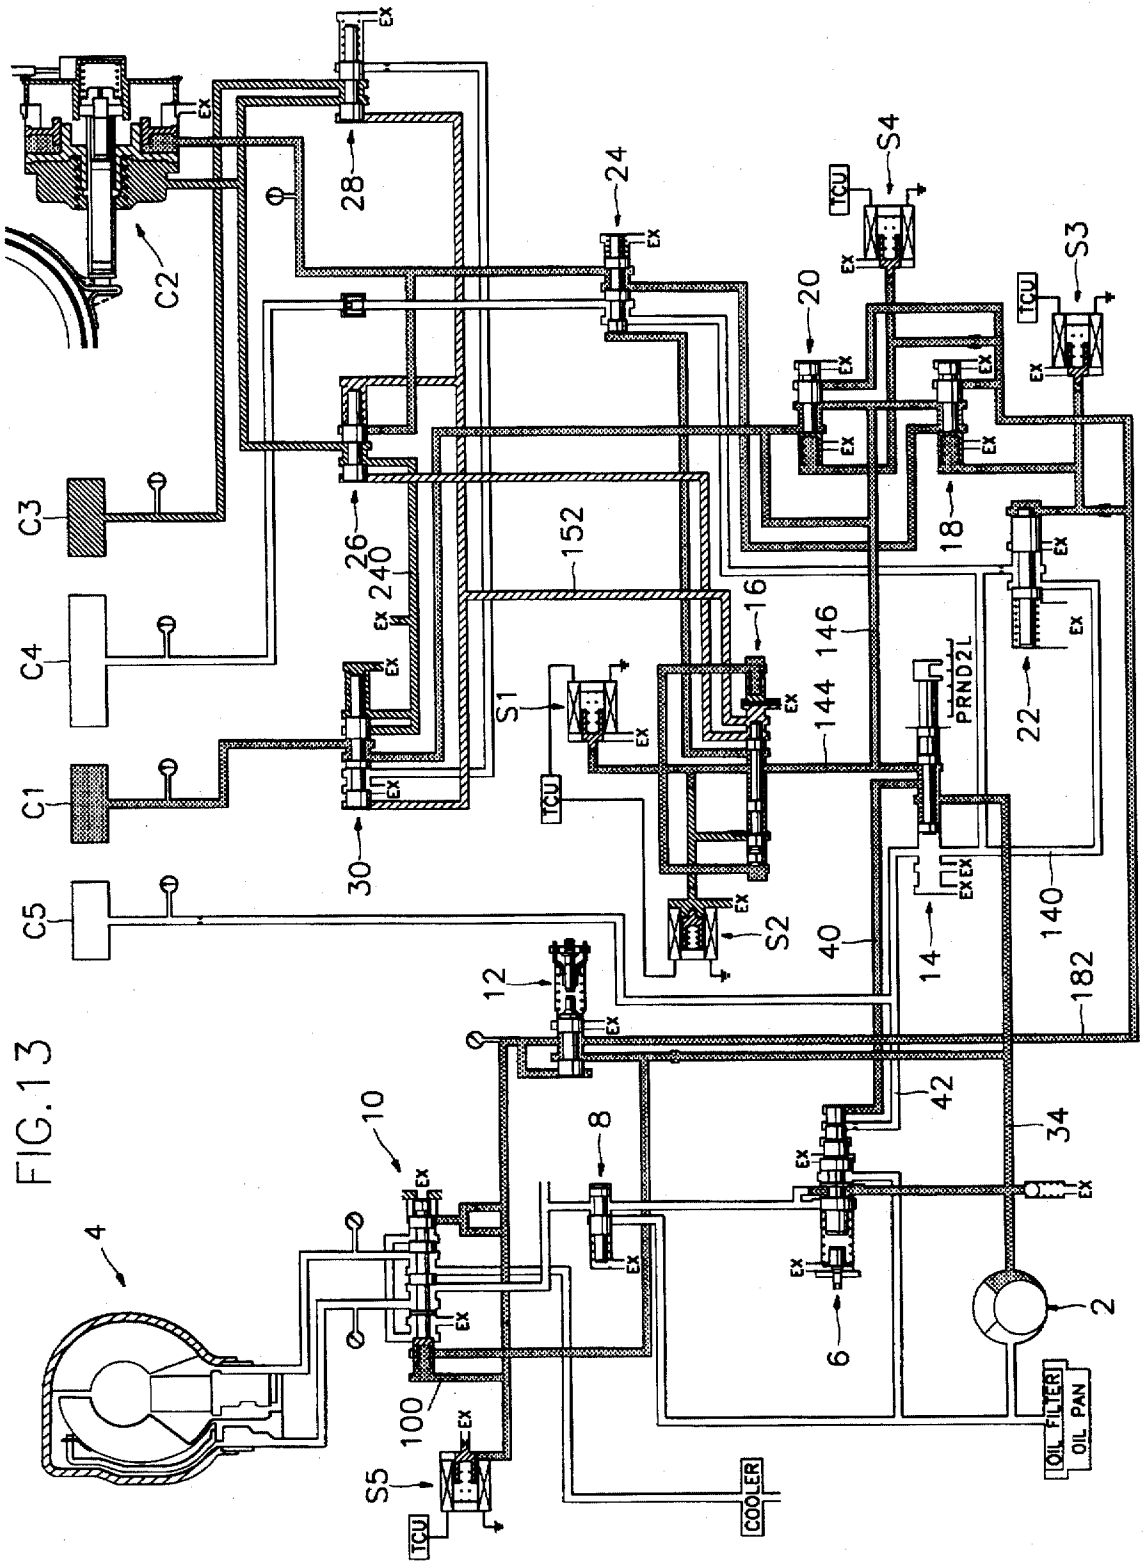 FIG.13
4
10
100
S5
TCU
EX
EX
EX
COOLER
8
EX
12
EX
6
EX
EX
2
OIL FILTER
OIL PAN
34
EX
42
40
182
C5
C1
C4
C3
C2
EX
30
EX
EX
240
EX
26
28
EX
152
S1
EX
TCU
S2
EX
16
EX
144
146
14
EX
EX
140
PRND2L
22
EX
EX
24
EX
20
EX
EX
18
EX
EX
S4
TCU
EX
S3
TCU
EX